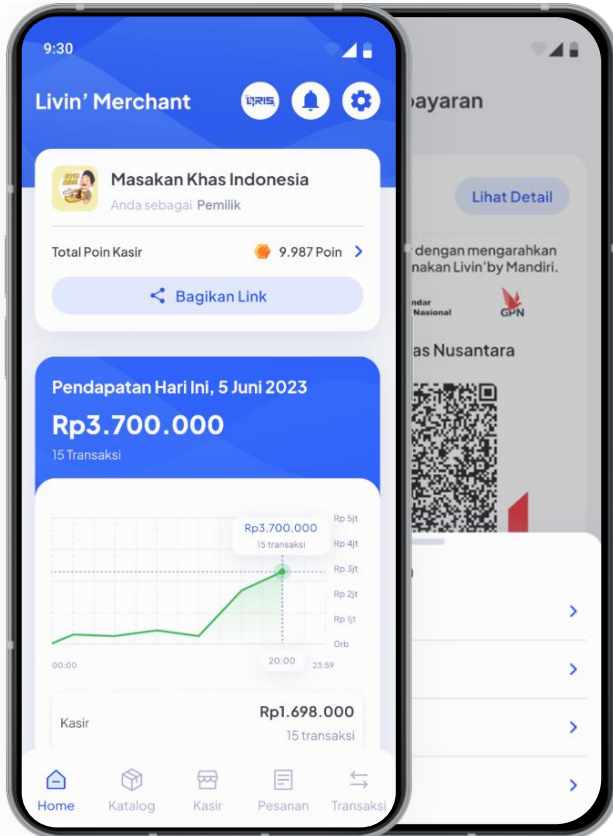 9:30
Livin' Merchant
QRIS
Masakan Khas Indonesia
Anda sebagai Pemilik
Total Poin Kasir
9.987 Poin
Bagikan Link
Pendapatan Hari Ini, 5 Juni 2023
Rp3.700.000
15 Transaksi
Rp3.700.000
15 transaksi
Rp 5jt
Rp 4jt
Rp 3jt
Rp 2jt
Rp 1jt
0rb
00:00
20:00
23:59
Kasir
Rp1.698.000
15 transaksi
Home
Katalog
Kasir
Pesanan
Transaksi
ayaran
Lihat Detail
dengan mengarahkan
nakan Livin'by Mandiri.
ndar
Nasional
GPN
as Nusantara